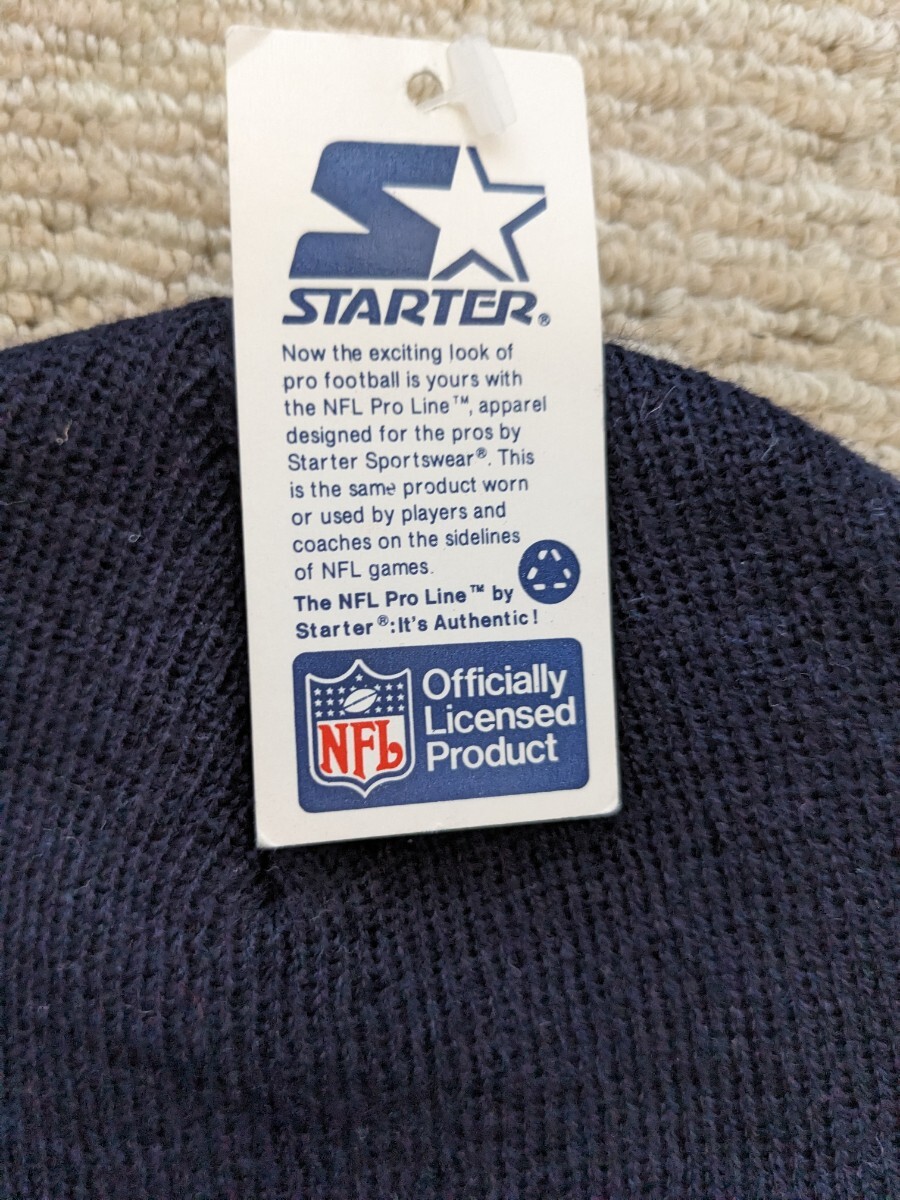 STARTER®
Now the exciting look of
pro football is yours with
the NFL Pro Line™, apparel
designed for the pros by
Starter Sportswear®. This
is the same product worn
or used by players and
coaches on the sidelines
of NFL games.
The NFL Pro Line™ by
Starter®:It's Authentic!
NFL
Officially
Licensed
Product